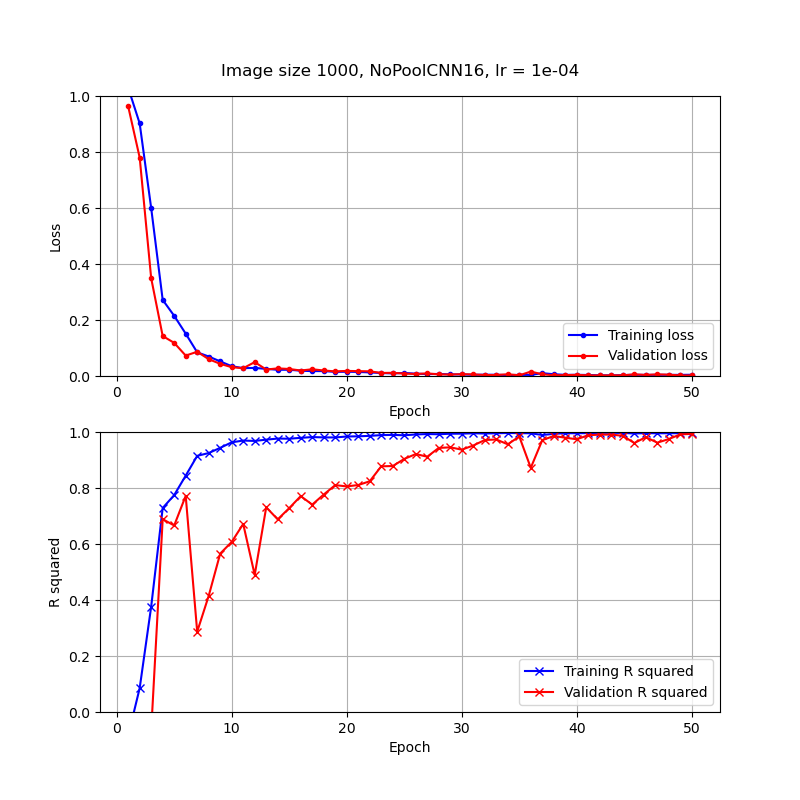 Image size 1000, NoPoolCNN16, lr = 1e-04
1.0
0.8
0.6
0.4
0.2
0.0
Loss
Training loss
Validation loss
0 10 20 30 40 50
Epoch
1.0
0.8
0.6
0.4
0.2
0.0
R squared
Training R squared
Validation R squared
0 10 20 30 40 50
Epoch